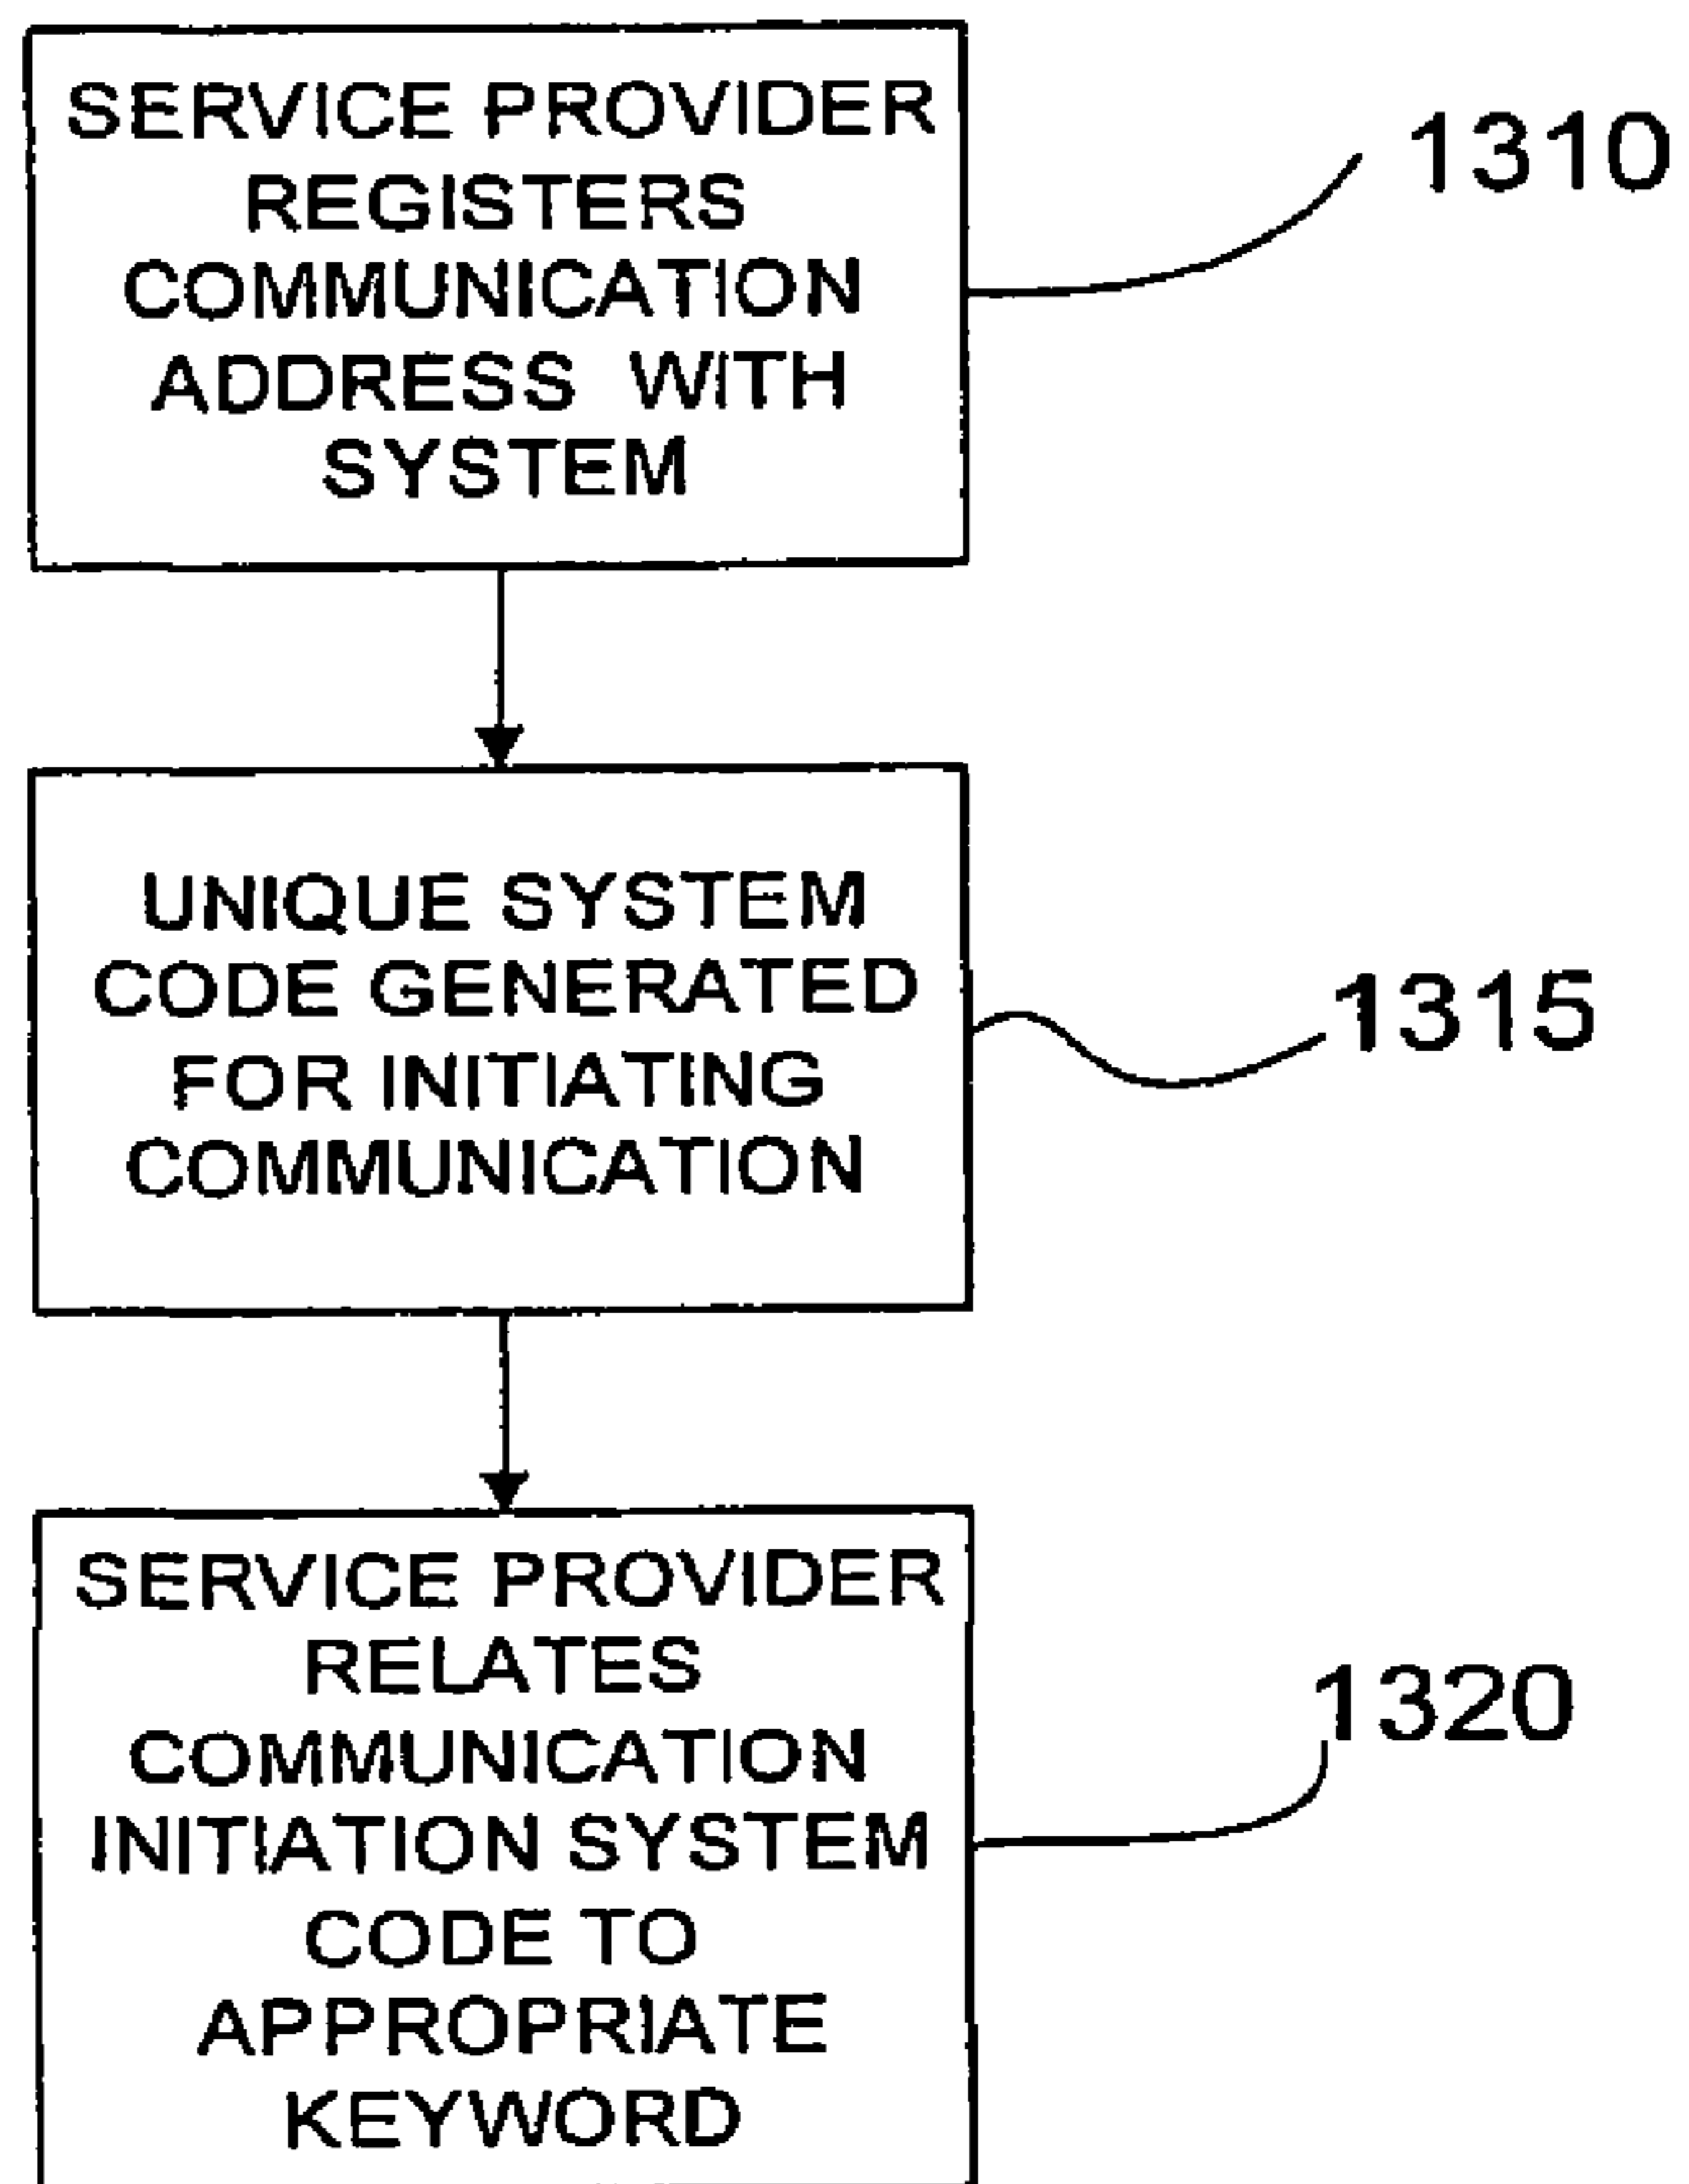 SERVICE PROVIDER
REGISTERS
COMMUNICATION
ADDRESS WITH
SYSTEM
1310
UNIQUE SYSTEM
CODE GENERATED
FOR INITIATING
COMMUNICATION
1315
SERVICE PROVIDER
RELATES
COMMUNICATION
INITIATION SYSTEM
CODE TO
APPROPRIATE
KEYWORD
1320